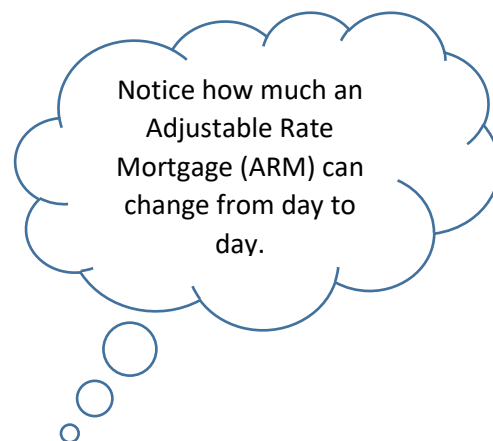 Notice how much an
Adjustable Rate
Mortgage (ARM) can
change from day to
day.